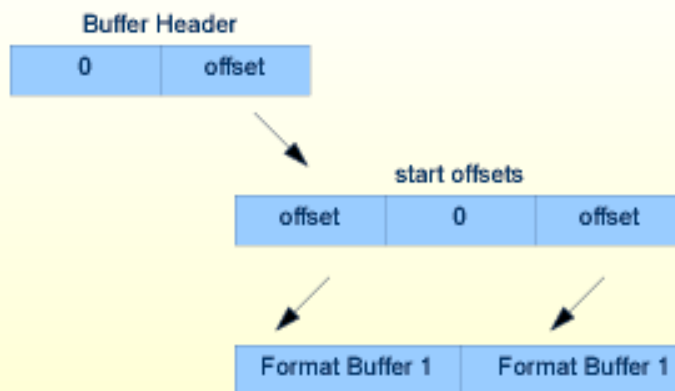 Buffer Header
0 offset
start offsets
offset 0 offset
Format Buffer 1 Format Buffer 1